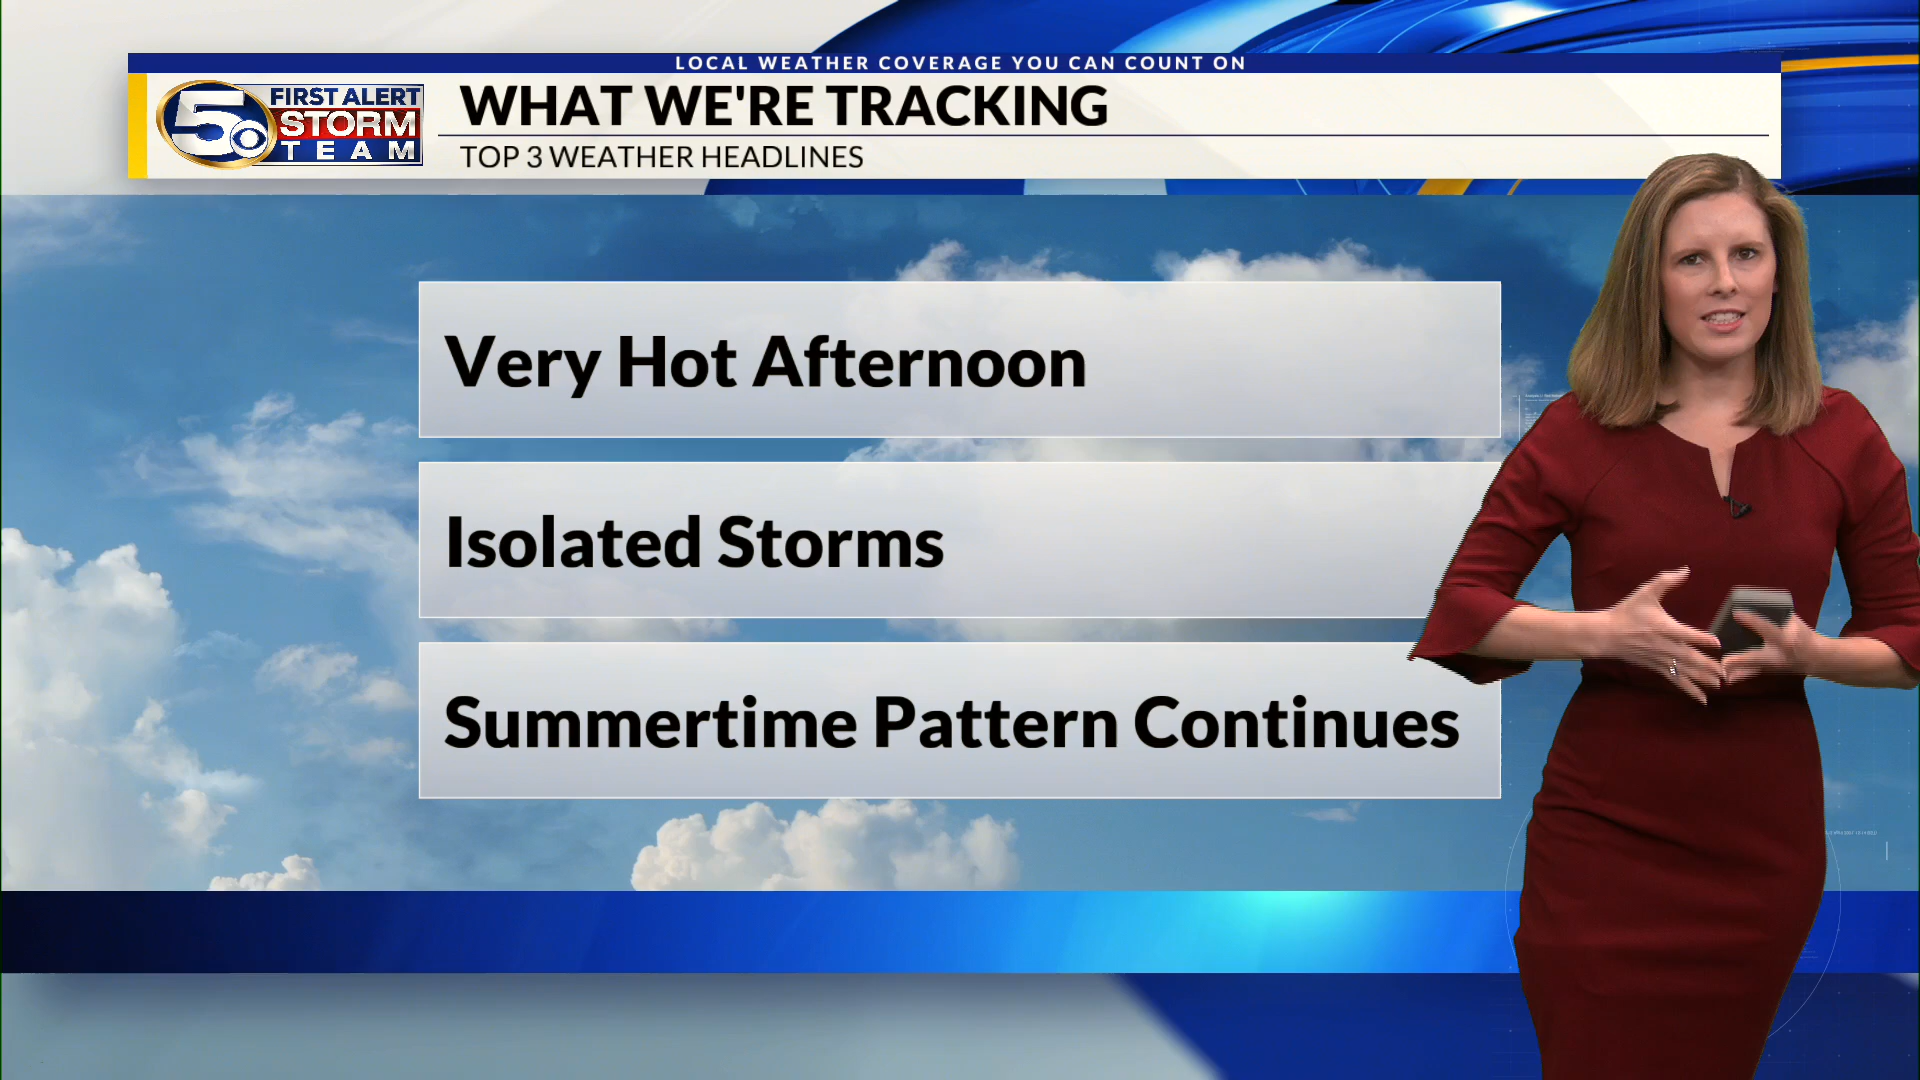 LOCAL WEATHER COVERAGE YOU CAN COUNT ON
5
FIRST ALERT
STORM
TEAM
WHAT WE'RE TRACKING
TOP 3 WEATHER HEADLINES
Very Hot Afternoon
Isolated Storms
Summertime Pattern Continues